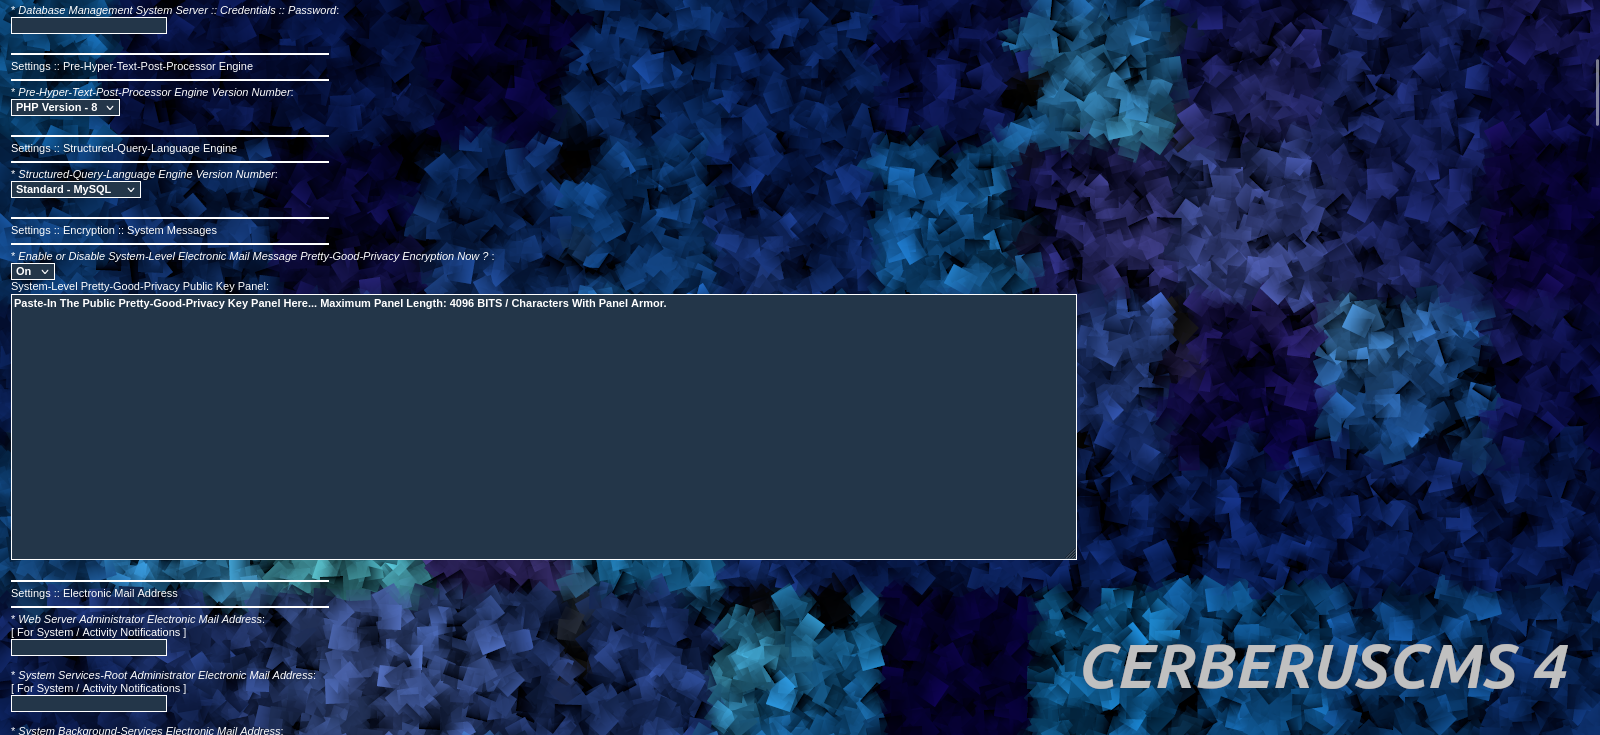 * Database Management System Server :: Credentials :: Password:
Settings :: Pre-Hyper-Text-Post-Processor Engine
* Pre-Hyper-Text-Post-Processor Engine Version Number:
PHP Version - 8
Settings :: Structured-Query-Language Engine
* Structured-Query-Language Engine Version Number:
Standard - MySQL
Settings :: Encryption :: System Messages
* Enable or Disable System-Level Electronic Mail Message Pretty-Good-Privacy Encryption Now ? :
On
System-Level Pretty-Good-Privacy Public Key Panel:
Paste-In The Public Pretty-Good-Privacy Key Panel Here... Maximum Panel Length: 4096 BITS / Characters With Panel Armor.
Settings :: Electronic Mail Address
* Web Server Administrator Electronic Mail Address:
[ For System / Activity Notifications ]
* System Services-Root Administrator Electronic Mail Address:
[ For System / Activity Notifications ]
* System Background-Services Electronic Mail Address:
CERBERUSCMS 4